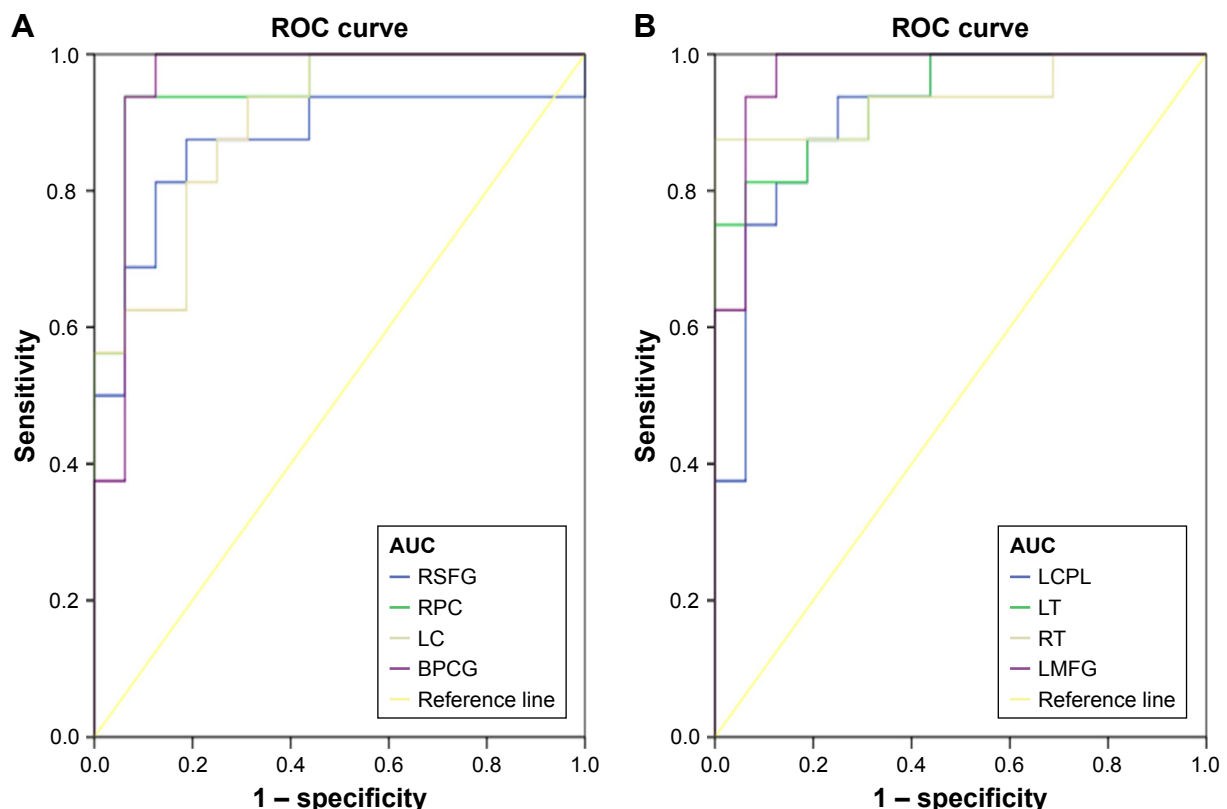 A
ROC curve
1.0
0.8
0.6
0.4
0.2
0.0
Sensitivity
0.0
0.2
0.4
0.6
0.8
1.0
1 – specificity
AUC
RSFG
RPC
LC
BPCG
Reference line
B
ROC curve
1.0
0.8
0.6
0.4
0.2
0.0
Sensitivity
0.0
0.2
0.4
0.6
0.8
1.0
1 – specificity
AUC
LCPL
LT
RT
LMFG
Reference line